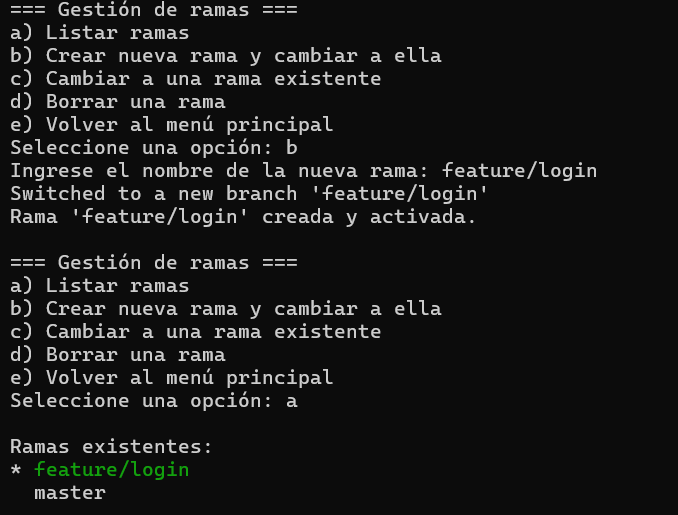 === Gestión de ramas ===
a) Listar ramas
b) Crear nueva rama y cambiar a ella
c) Cambiar a una rama existente
d) Borrar una rama
e) Volver al menú principal
Seleccione una opción: b
Ingrese el nombre de la nueva rama: feature/login
Switched to a new branch 'feature/login'
Rama 'feature/login' creada y activada.

=== Gestión de ramas ===
a) Listar ramas
b) Crear nueva rama y cambiar a ella
c) Cambiar a una rama existente
d) Borrar una rama
e) Volver al menú principal
Seleccione una opción: a

Ramas existentes:
* feature/login
  master